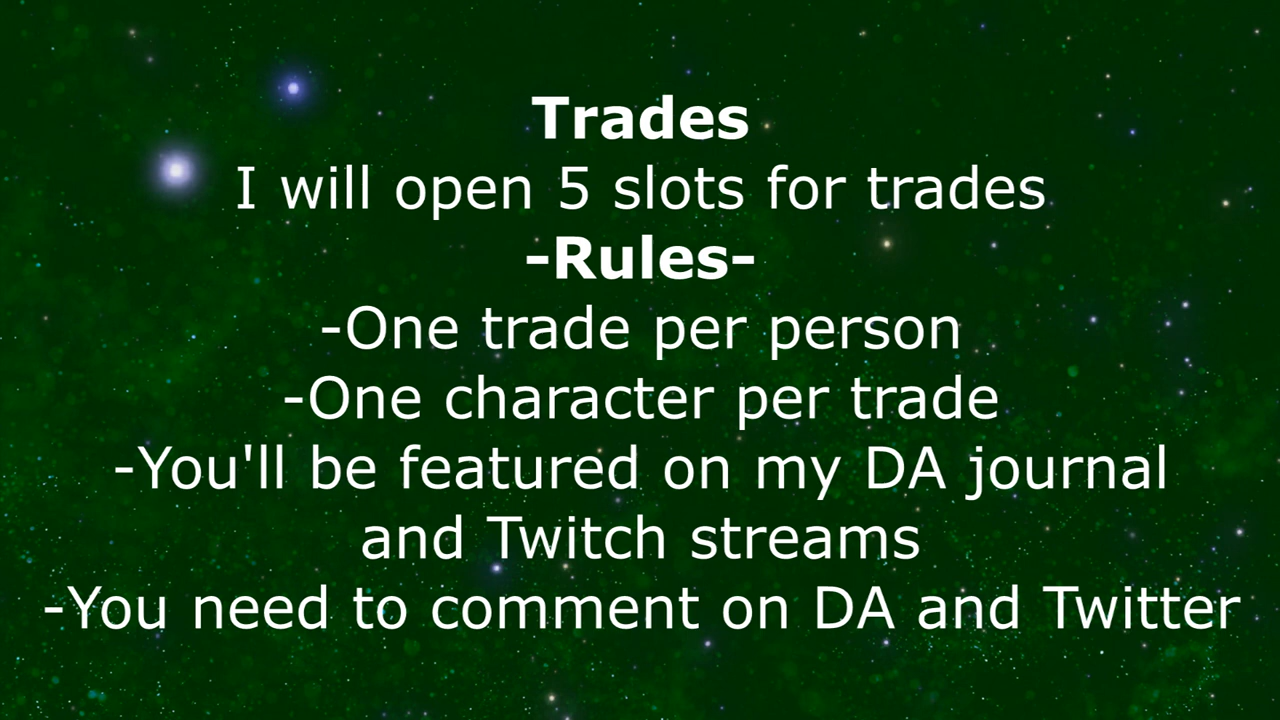 Trades
I will open 5 slots for trades
-Rules-
-One trade per person
-One character per trade
-You'll be featured on my DA journal
and Twitch streams
-You need to comment on DA and Twitter